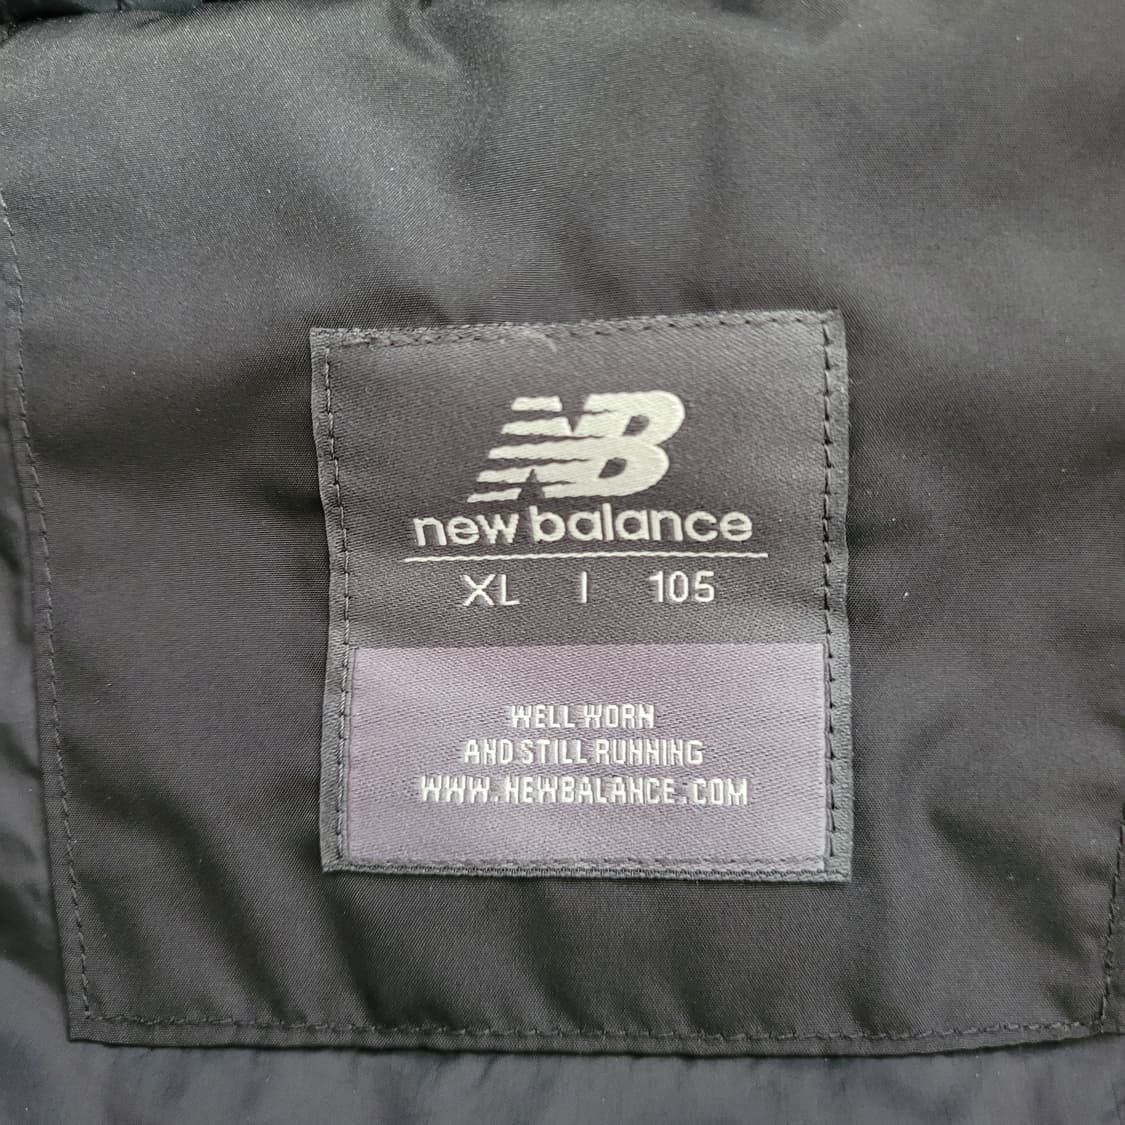 NB
new balance
XL | 105
WELL WORN
AND STILL RUNNING
WWW.NEWBALANCE.COM